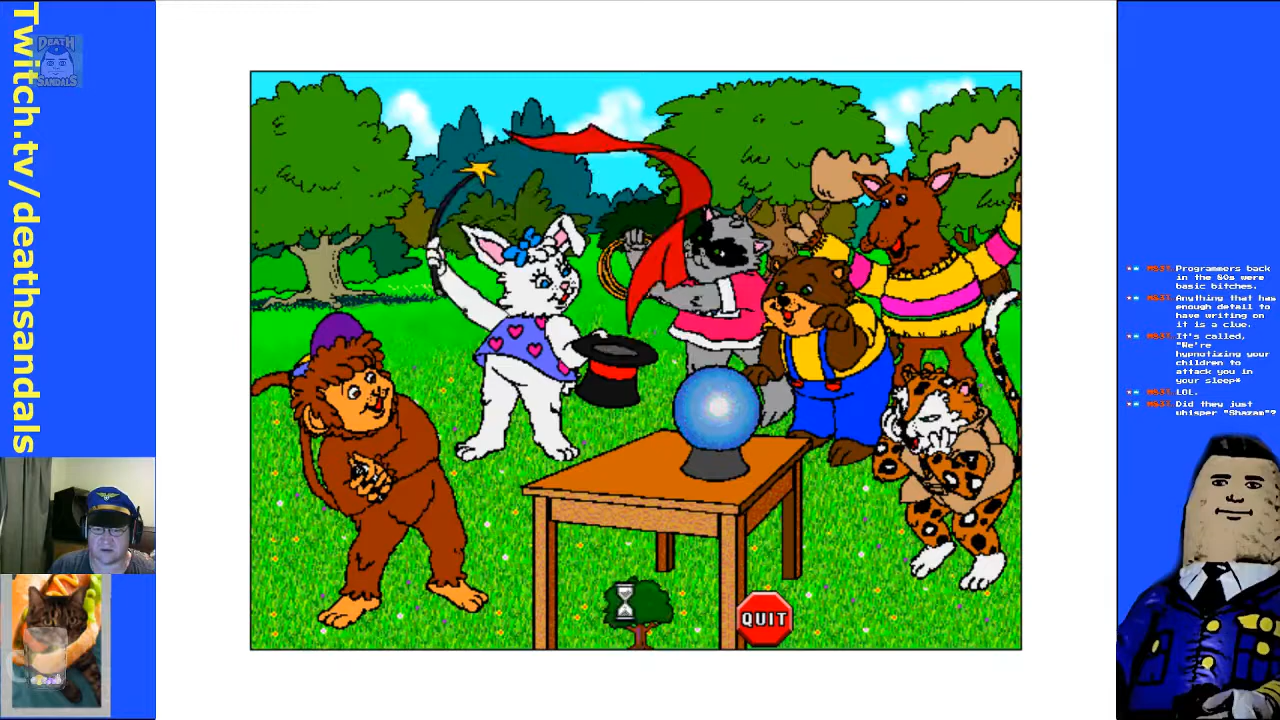 Twitch.tv/deathsandals
DEATH
SANDALS
QUIT
MS37: Programmers back
in the 80s were
basic bitches.
Anything that has
enough detail to
have writing on
it is a clue.
It's called,
"We're
hypnotizing your
children to
attack you in
your sleep*
LOL.
Did they just
whisper "Shazam"?